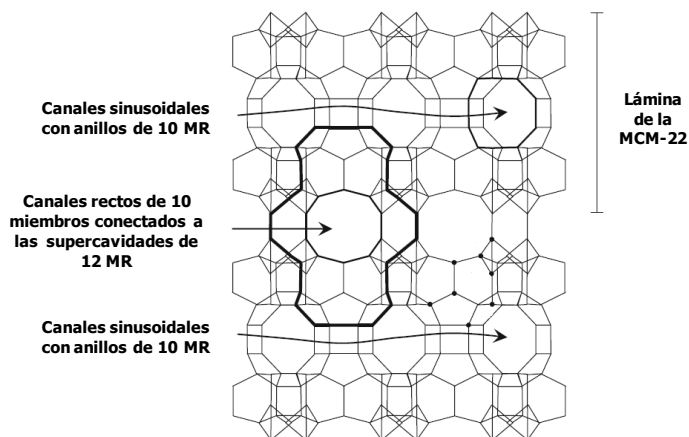 Canales sinusoidales
con anillos de 10 MR
Lámina
de la
MCM-22
Canales rectos de 10
miembros conectados a
las supercavidades de
12 MR
Canales sinusoidales
con anillos de 10 MR